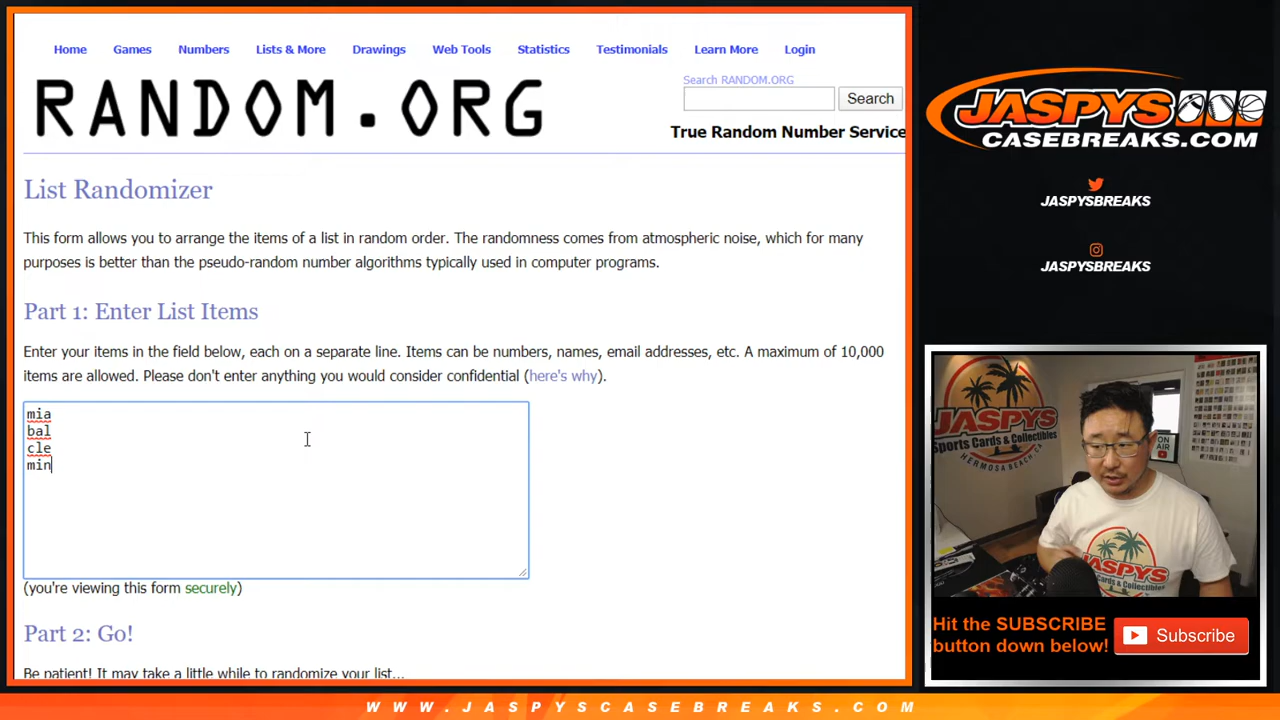 Home Games Numbers Lists & More Drawings Web Tools Statistics Testimonials Learn More Login
RANDOM.ORG
Search RANDOM.ORG
Search
True Random Number Service
List Randomizer
This form allows you to arrange the items of a list in random order. The randomness comes from atmospheric noise, which for many
purposes is better than the pseudo-random number algorithms typically used in computer programs.
Part 1: Enter List Items
Enter your items in the field below, each on a separate line. Items can be numbers, names, email addresses, etc. A maximum of 10,000
items are allowed. Please don't enter anything you would consider confidential (here's why).
mia
bal
cle
min
(you're viewing this form securely)
Part 2: Go!
Be patient! It may take a little while to randomize your list...
JASPYS
CASEBREAKS.COM
JASPYSBREAKS
JASPYSBREAKS
JASPYS
Sports Cards & Collectibles
HERMOSA BEACH, CA
ON AIR
JASPYS
Cards & Collectibles
Hit the SUBSCRIBE
button down below!
Subscribe
WWW.JASPYSCASEBREAKS.COM